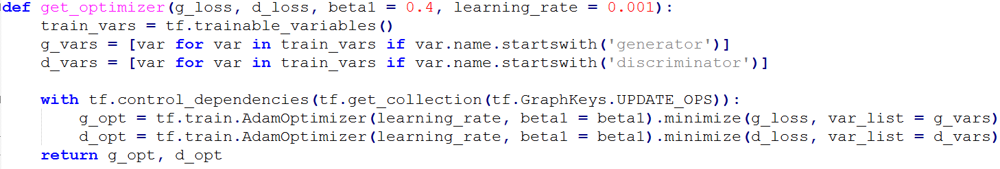 def get_optimizer(g_loss, d_loss, beta1 = 0.4, learning_rate = 0.001):
    train_vars = tf.trainable_variables()
    g_vars = [var for var in train_vars if var.name.startswith('generator')]
    d_vars = [var for var in train_vars if var.name.startswith('discriminator')]

    with tf.control_dependencies(tf.get_collection(tf.GraphKeys.UPDATE_OPS)):
        g_opt = tf.train.AdamOptimizer(learning_rate, beta1 = beta1).minimize(g_loss, var_list = g_vars)
        d_opt = tf.train.AdamOptimizer(learning_rate, beta1 = beta1).minimize(d_loss, var_list = d_vars)
    return g_opt, d_opt